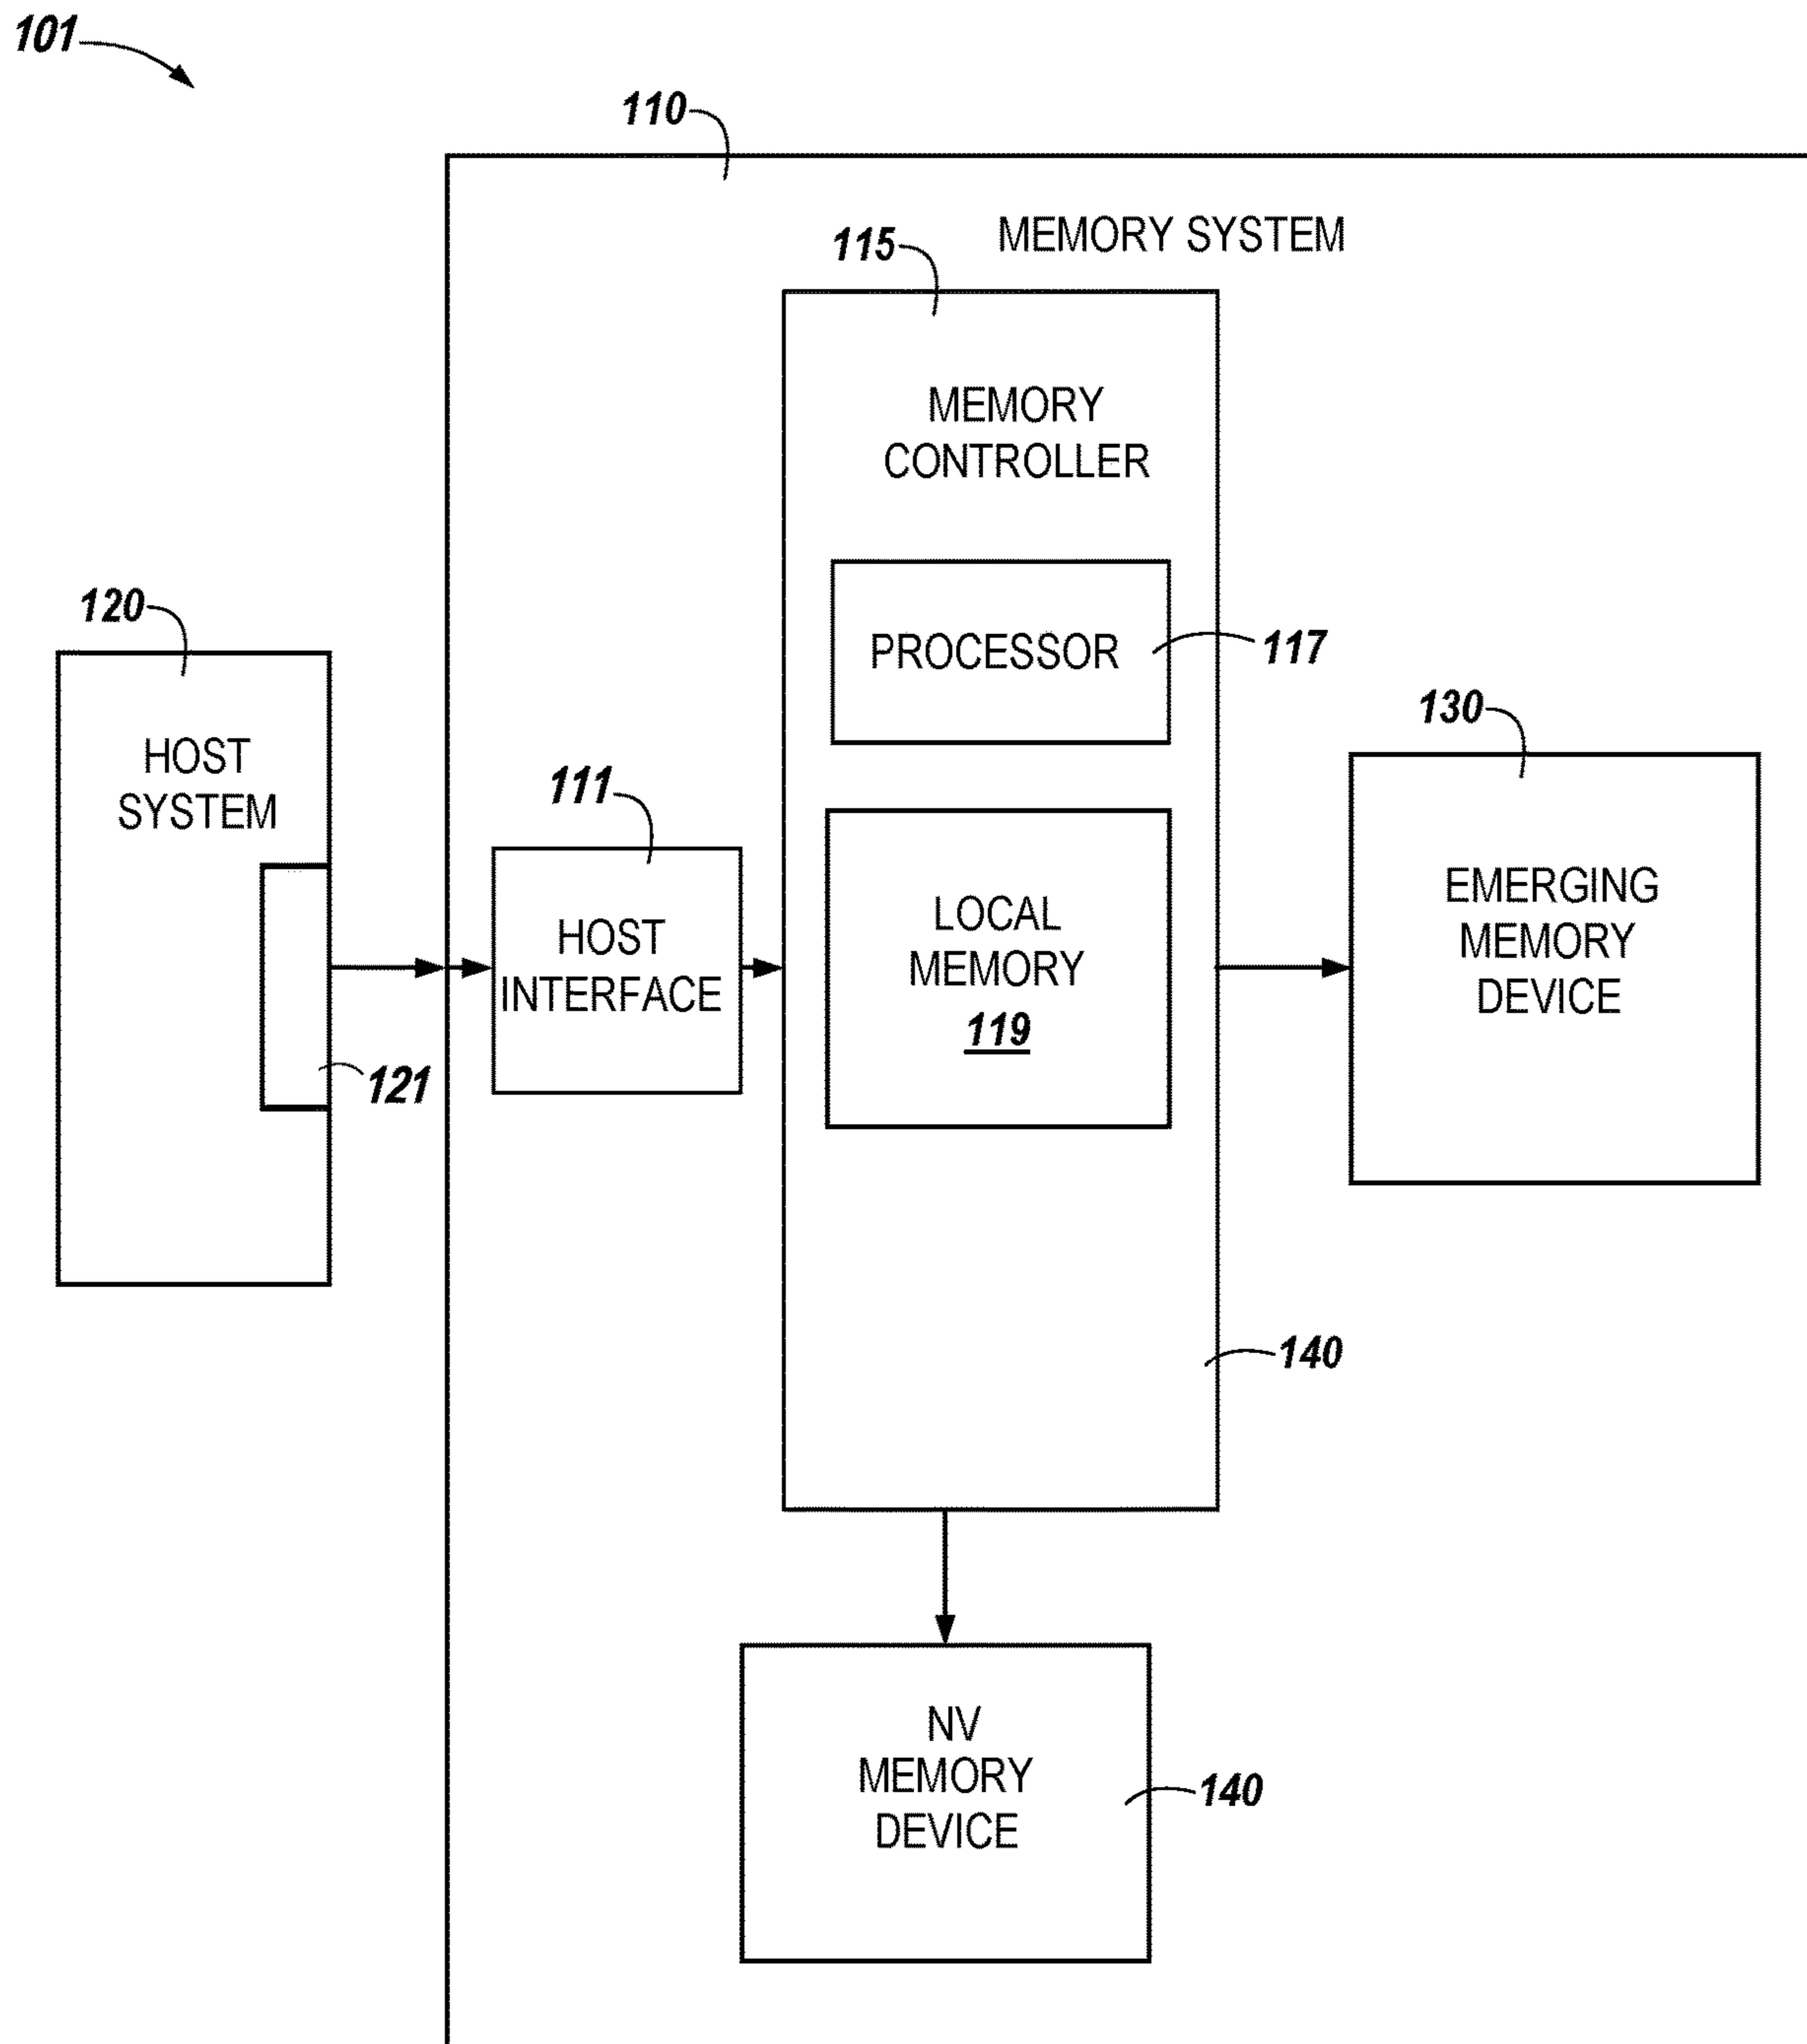 101
110
MEMORY SYSTEM
115
MEMORY
CONTROLLER
PROCESSOR
117
120
HOST
SYSTEM
121
111
HOST
INTERFACE
LOCAL
MEMORY
119
130
EMERGING
MEMORY
DEVICE
140
NV
MEMORY
DEVICE
140